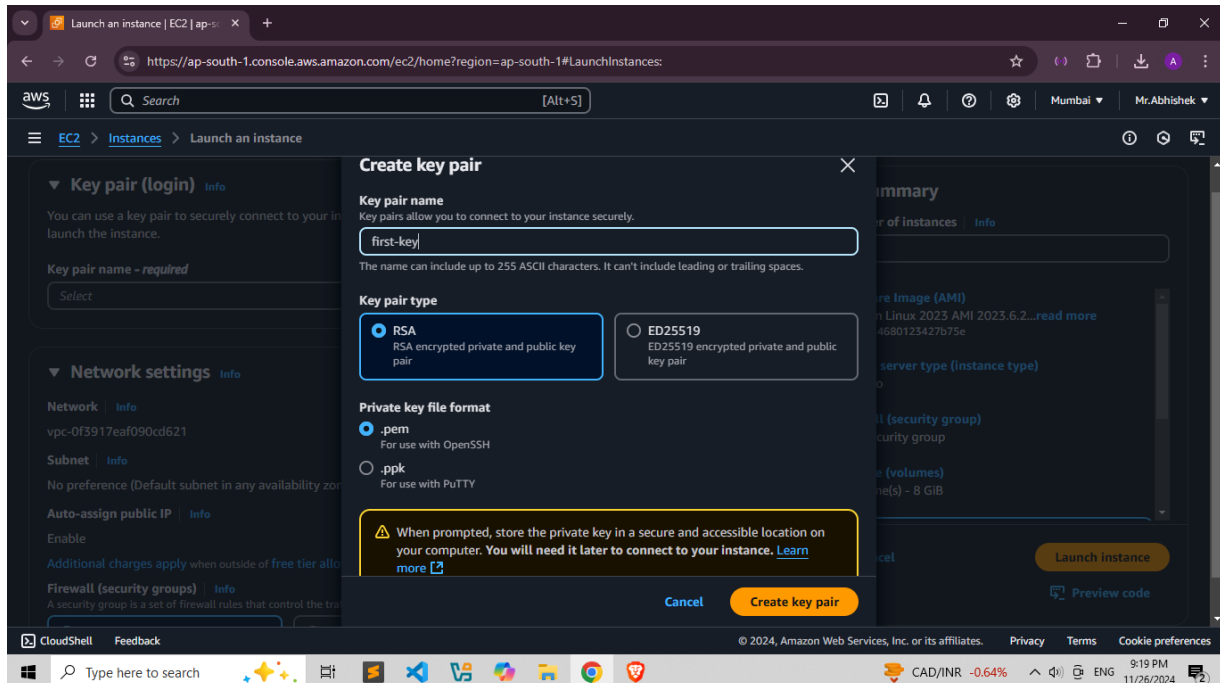 Launch an instance | EC2 | ap-s
https://ap-south-1.console.aws.amazon.com/ec2/home?region=ap-south-1#LaunchInstances:
A
aws
Search
[Alt+S]
Mumbai
Mr.Abhishek
EC2 > Instances > Launch an instance
Key pair (login) Info
You can use a key pair to securely connect to your in
launch the instance.
Key pair name – required
Select
Network settings Info
Network Info
vpc-0f3917eaf090cd621
Subnet Info
No preference (Default subnet in any availability zon
Auto-assign public IP Info
Enable
Additional charges apply when outside of free tier allo
Firewall (security groups) Info
A security group is a set of firewall rules that control the tra
Create key pair
Key pair name
Key pairs allow you to connect to your instance securely.
first-key
The name can include up to 255 ASCII characters. It can't include leading or trailing spaces.
Key pair type
RSA
RSA encrypted private and public key
pair
ED25519
ED25519 encrypted private and public
key pair
Private key file format
.pem
For use with OpenSSH
.ppk
For use with PuTTY
When prompted, store the private key in a secure and accessible location on
your computer. You will need it later to connect to your instance. Learn
more
Cancel
Create key pair
ummary
r of instances Info
re Image (AMI)
n Linux 2023 AMI 2023.6.2...read more
4680123427b75e
server type (instance type)
o
ll (security group)
curity group
e (volumes)
me(s) - 8 GiB
cel
Launch instance
Preview code
CloudShell
Feedback
© 2024, Amazon Web Services, Inc. or its affiliates.
Privacy
Terms
Cookie preferences
Type here to search
CAD/INR -0.64%
ENG
9:19 PM
11/26/2024
2